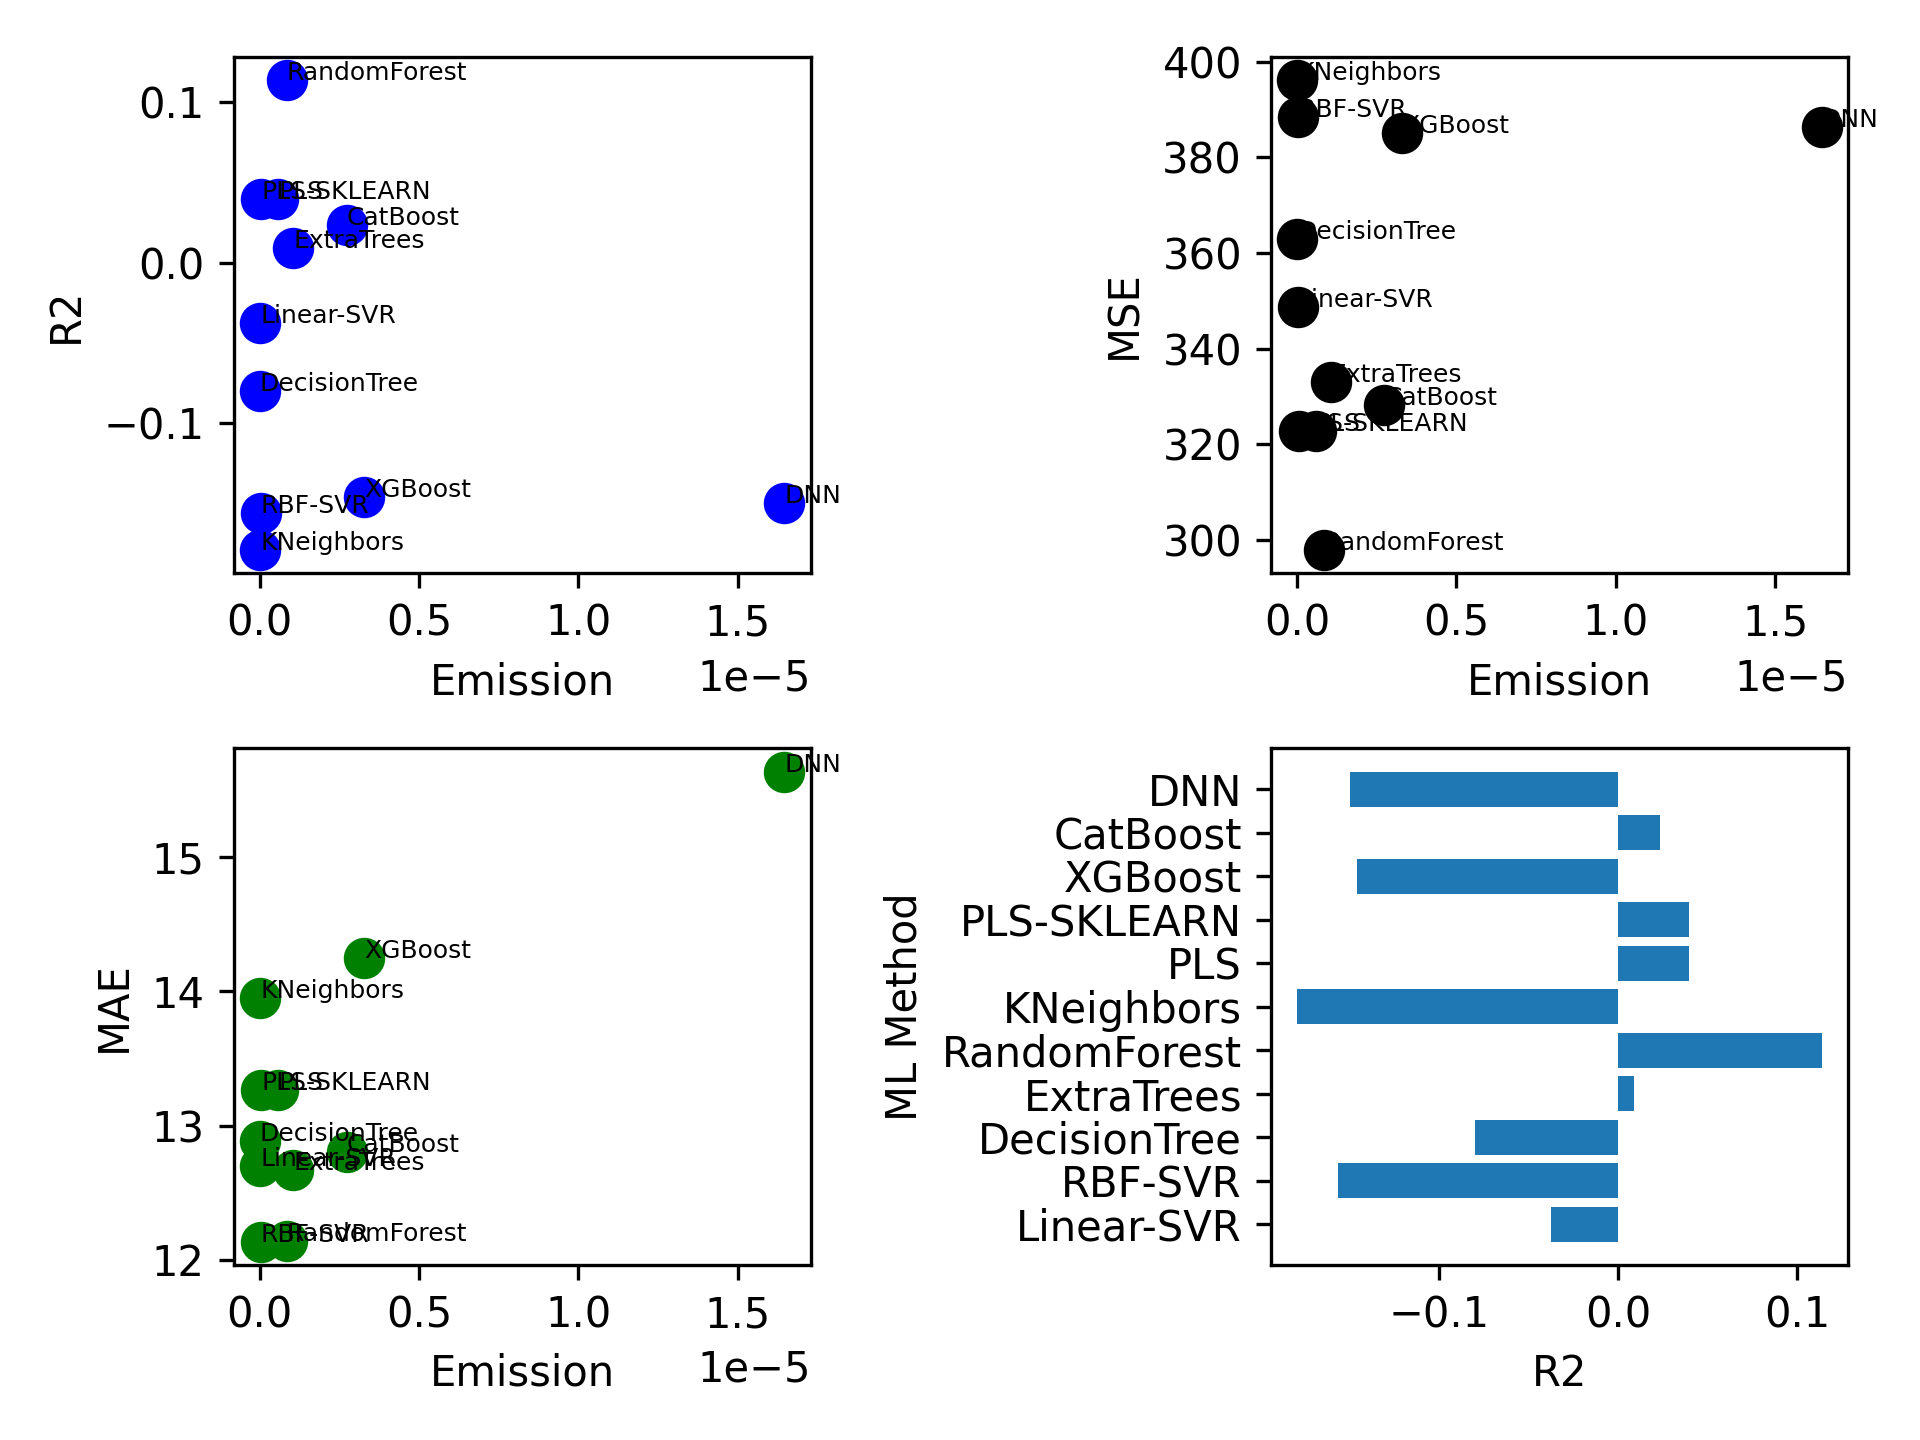 0.1
0.0
−0.1
R2
RandomForest
PLS
PLS-SKLEARN
CatBoost
ExtraTrees
Linear-SVR
DecisionTree
XGBoost
RBF-SVR
DNN
KNeighbors
0.0 0.5 1.0 1.5
Emission
1e−5
400
380
360
340
320
300
MSE
KNeighbors
RBF-SVR
XGBoost
DNN
DecisionTree
Linear-SVR
ExtraTrees
CatBoost
PLS-SKLEARN
RandomForest
0.0 0.5 1.0 1.5
Emission
1e−5
15
14
13
12
MAE
DNN
XGBoost
KNeighbors
PLS
PLS-SKLEARN
DecisionTree
CatBoost
Linear-SVR
ExtraTrees
RBF-SVR
RandomForest
0.0 0.5 1.0 1.5
Emission
1e−5
ML Method
DNN
CatBoost
XGBoost
PLS-SKLEARN
PLS
KNeighbors
RandomForest
ExtraTrees
DecisionTree
RBF-SVR
Linear-SVR
−0.1 0.0 0.1
R2